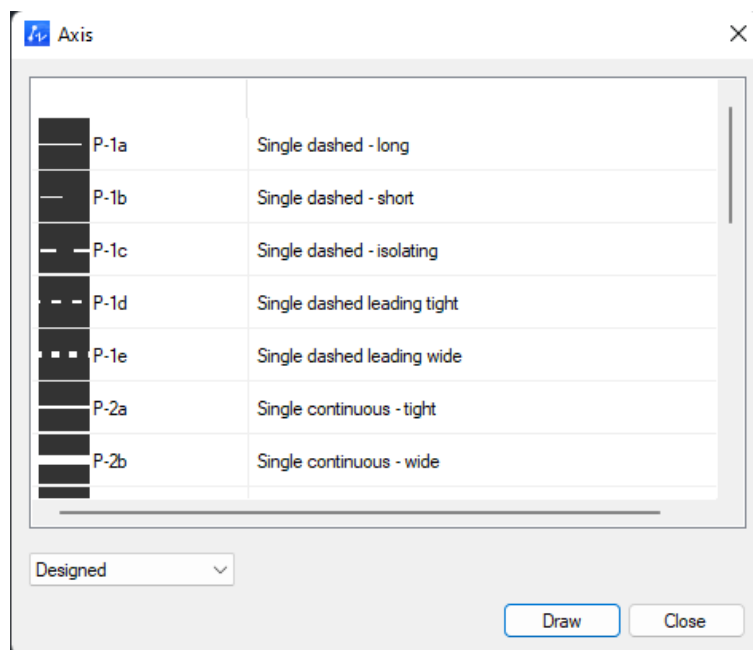 Axis
P-1a Single dashed - long
P-1b Single dashed - short
P-1c Single dashed - isolating
P-1d Single dashed leading tight
P-1e Single dashed leading wide
P-2a Single continuous - tight
P-2b Single continuous - wide
Designed
Draw Close